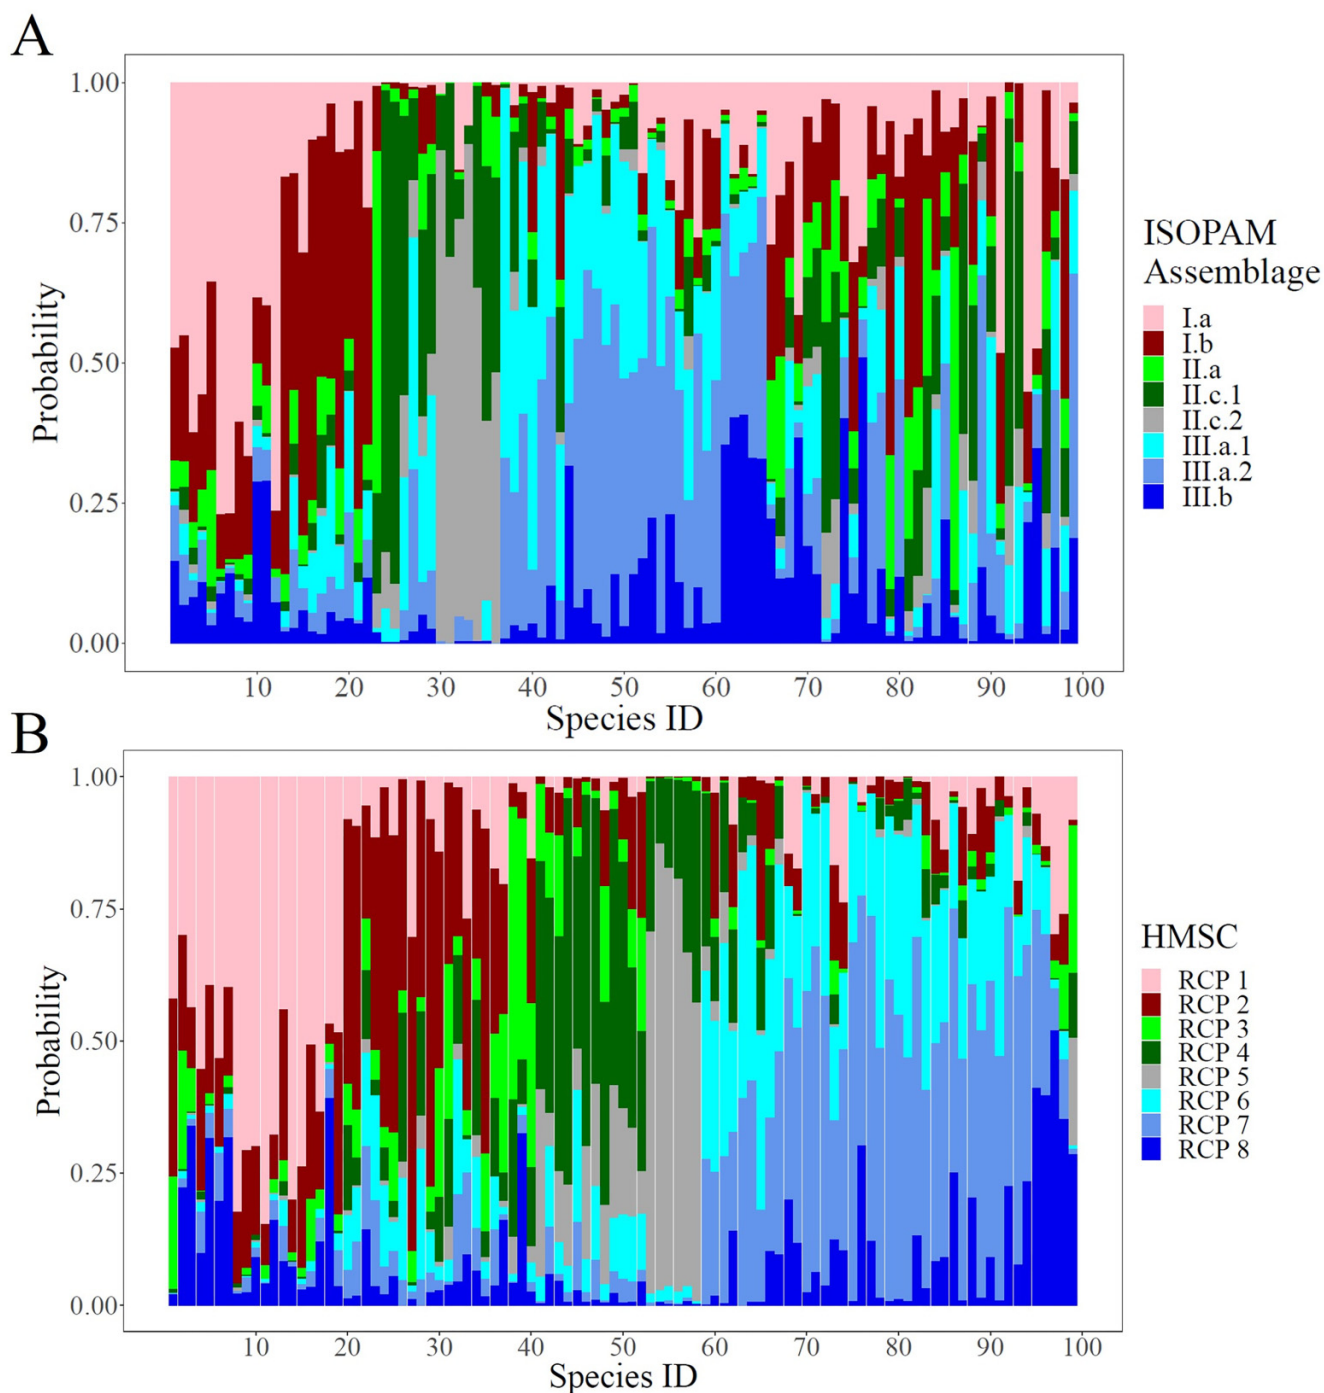 A
1.00
0.75
0.50
0.25
0.00
Probability
10 20 30 40 50 60 70 80 90 100
Species ID
ISOPAM
Assemblage
I.a
I.b
II.a
II.c.1
II.c.2
III.a.1
III.a.2
III.b
B
1.00
0.75
0.50
0.25
0.00
Probability
10 20 30 40 50 60 70 80 90 100
Species ID
HMSC
RCP 1
RCP 2
RCP 3
RCP 4
RCP 5
RCP 6
RCP 7
RCP 8